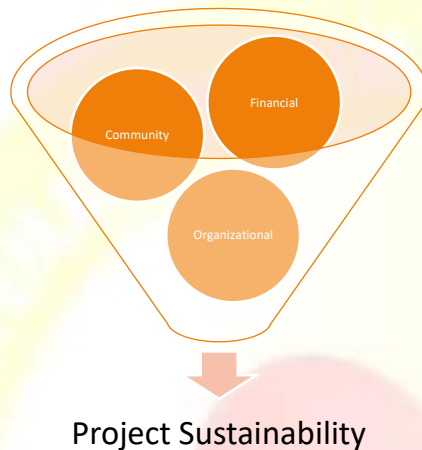 Financial
Community
Organizational
Project Sustainability